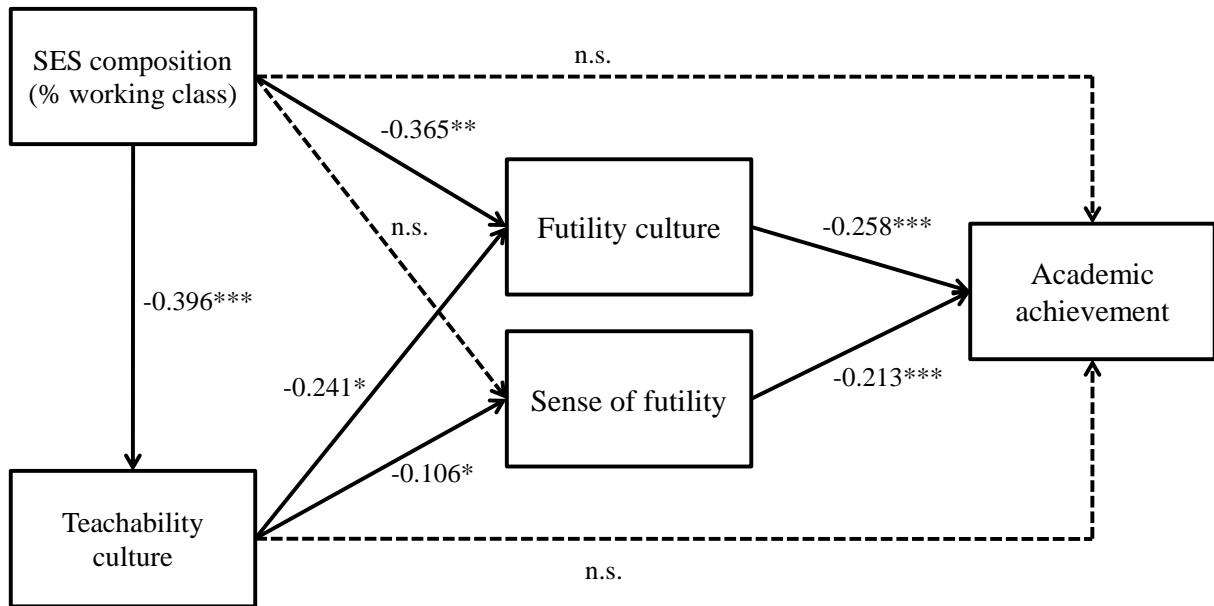 SES composition
(% working class)
n.s.
-0.365**
n.s.
Futility culture
-0.258***
Academic
achievement
-0.396***
-0.241*
Sense of futility
-0.213***
-0.106*
Teachability
culture
n.s.